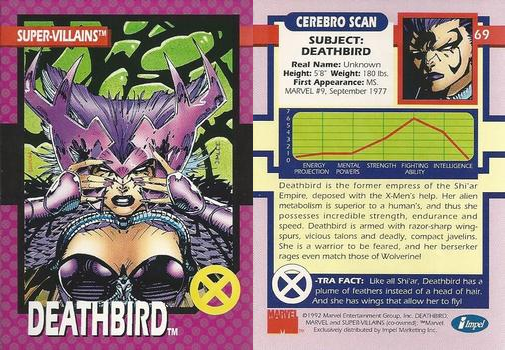 SUPER-VILLAINS™
DEATHBIRD™
CEREBRO SCAN
69
SUBJECT:
DEATHBIRD
Real Name: Unknown
Height: 5'8" Weight: 180 lbs.
First Appearance: MS.
MARVEL #9, September 1977
7
6
5
4
3
2
1
0
ENERGY PROJECTION
MENTAL POWERS
STRENGTH
FIGHTING ABILITY
INTELLIGENCE
Deathbird is the former empress of the Shi'ar
Empire, deposed with the X-Men's help. Her alien
metabolism is superior to a human's, and thus she
possesses incredible strength, endurance and
speed. Deathbird is armed with razor-sharp wing-
spurs, vicious talons and deadly, compact javelins.
She is a warrior to be feared, and her berserker
rages even match those of Wolverine!
X
-TRA FACT: Like all Shi'ar, Deathbird has a
plume of feathers instead of a head of hair.
And she has wings that allow her to fly!
MARVEL
©1992 Marvel Entertainment Group, Inc. DEATHBIRD,
MARVEL and SUPER-VILLAINS (co-owned); ™Marvel.
Exclusively distributed by Impel Marketing Inc.
impel